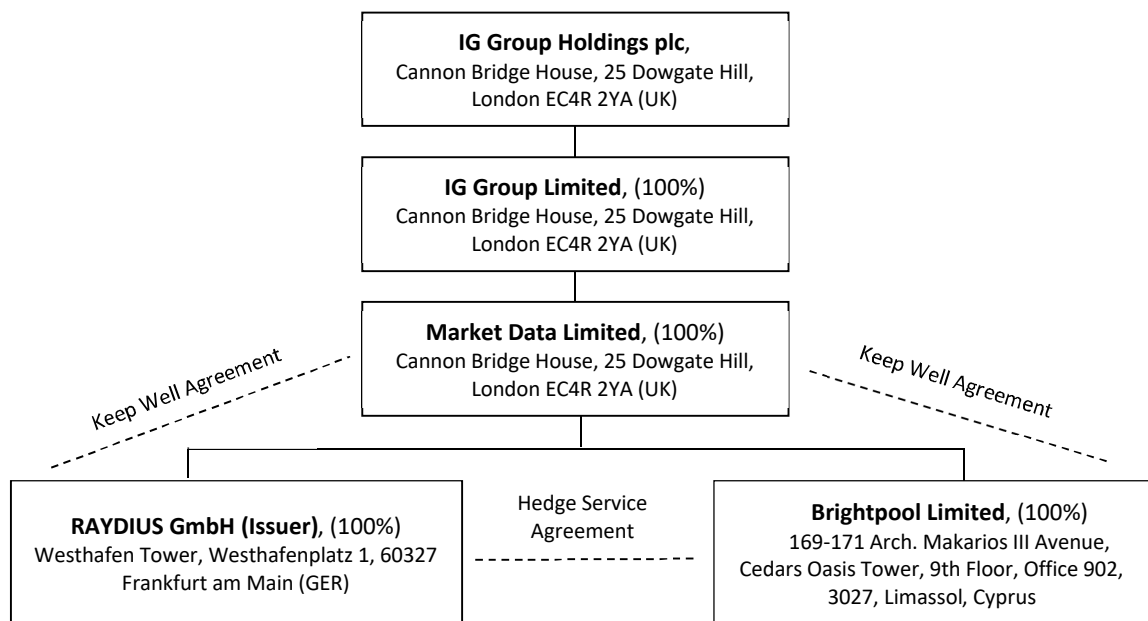 IG Group Holdings plc,
Cannon Bridge House, 25 Dowgate Hill,
London EC4R 2YA (UK)
IG Group Limited, (100%)
Cannon Bridge House, 25 Dowgate Hill,
London EC4R 2YA (UK)
Market Data Limited, (100%)
Cannon Bridge House, 25 Dowgate Hill,
London EC4R 2YA (UK)
Keep Well Agreement
Keep Well Agreement
RAYDIUS GmbH (Issuer), (100%)
Westhafen Tower, Westhafenplatz 1, 60327
Frankfurt am Main (GER)
Hedge Service
Agreement
Brightpool Limited, (100%)
169-171 Arch. Makarios III Avenue,
Cedars Oasis Tower, 9th Floor, Office 902,
3027, Limassol, Cyprus